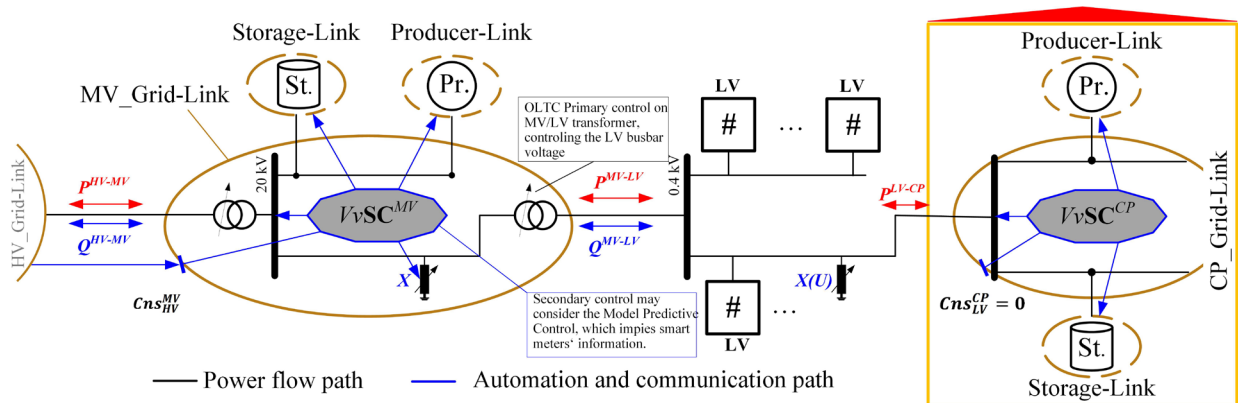 Storage-Link
Producer-Link
St.
Pr.
MV_Grid-Link
OLTC Primary control on
MV/LV transformer,
controling the LV busbar
voltage
HV_Grid-Link
P^HV-MV
Q^HV-MV
20 kV
VvSC^MV
X
Cns^MV_HV
Secondary control may
consider the Model Predictive
Control, which impies smart
meters' information.
P^MV-LV
Q^MV-LV
0.4 kV
LV
LV
#
...
#
#
...
LV
X(U)
P^LV-CP
Producer-Link
Pr.
VvSC^CP
CP_Grid-Link
Cns^CP_LV = 0
St.
Storage-Link
Power flow path
Automation and communication path